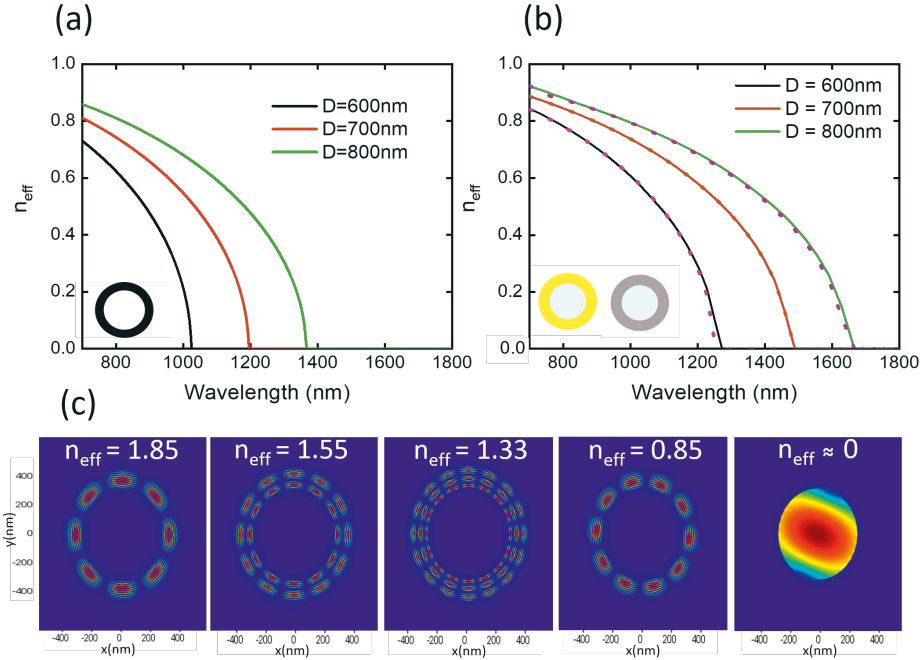 (a)
(b)
1.0
0.8
0.6
0.4
0.2
0.0
n_eff
D=600nm
D=700nm
D=800nm
800 1000 1200 1400 1600 1800
Wavelength (nm)
1.0
0.8
0.6
0.4
0.2
0.0
n_eff
D = 600nm
D = 700nm
D = 800nm
800 1000 1200 1400 1600 1800
Wavelength (nm)
(c)
n_eff = 1.85
n_eff = 1.55
n_eff = 1.33
n_eff = 0.85
n_eff ≈ 0
400
200
0
-200
-400
y(nm)
-400 -200 0 200 400
x(nm)
-400 -200 0 200 400
x(nm)
-400 -200 0 200 400
x(nm)
-400 -200 0 200 400
x(nm)
-400 -200 0 200 400
x(nm)